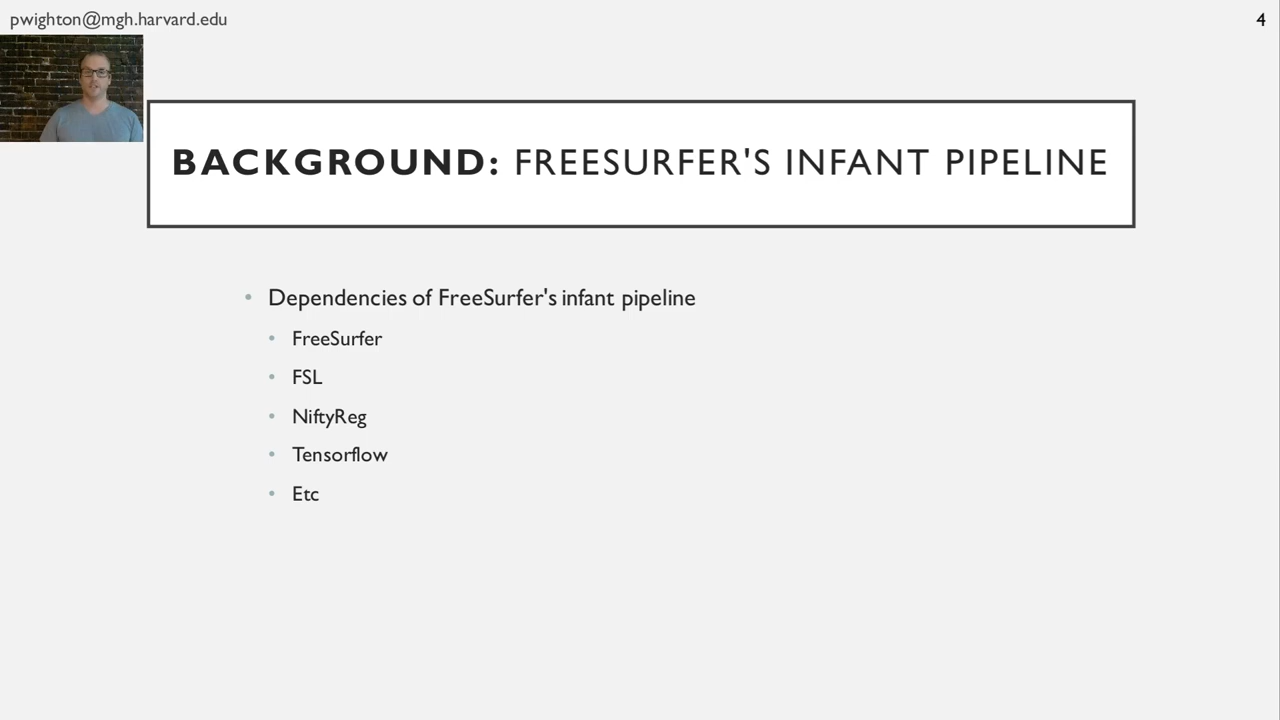 pwighton@mgh.harvard.edu
4
BACKGROUND: FREESURFER'S INFANT PIPELINE
• Dependencies of FreeSurfer's infant pipeline
• FreeSurfer
• FSL
• NiftyReg
• Tensorflow
• Etc